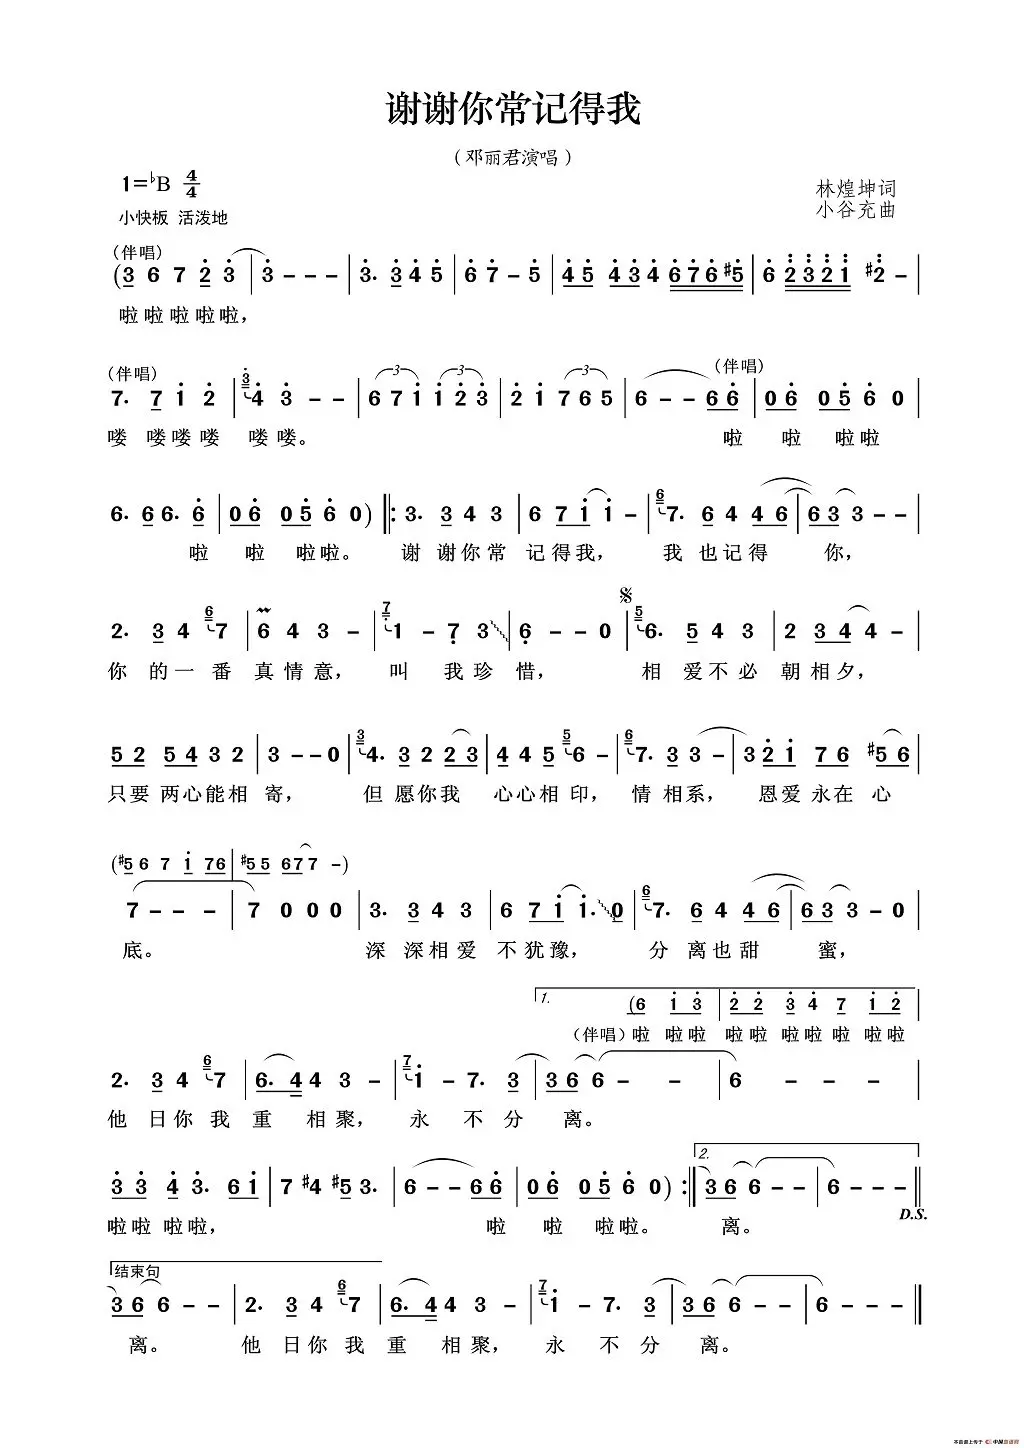 谢谢你常记得我
（邓丽君演唱）
1=♭B 4/4
林煌坤词
小快板 活泼地
小谷充曲
（伴唱）
(3 6 7 2 3 | 3 - - - | 3. 3 4 5 | 6 7 - 5 | 4 5 4 3 4 6 7 6 #5 | 6 2 3 2 1 #2 - |
啦 啦 啦 啦 啦，
（伴唱） （伴唱）
7. 7 1 2 | 3 4 3 - - | 6 7 1 1 2 3 | 2 1 7 6 5 | 6 - - 6 6 | 0 6 0 5 6 0
喽 喽 喽 喽 喽 喽。 啦 啦 啦 啦
6. 6 6. 6 | 0 6 0 5 6 0) |: 3. 3 4 3 | 6 7 1 1 - | 6 7. 6 4 4 6 | 6 3 3 - -
啦 啦 啦 啦。 谢 谢 你 常 记 得 我， 我 也 记 得 你，
2. 3 4 6 7 | 6 4 3 - | 7 1 - 7 3 | 6 - - 0 | 5 6. 5 4 3 | 2 3 4 4 -
你 的 一 番 真 情 意， 叫 我 珍 惜， 相 爱 不 必 朝 相 夕，
5 2 5 4 3 2 | 3 - - 0 | 3 4. 3 2 2 3 | 4 4 5 5 6 - | 6 7. 3 3 - | 3 2 1 7 6 #5 6
只 要 两 心 能 相 寄， 但 愿 你 我 心 心 相 印， 情 相 系， 恩 爱 永 在 心
(#5 6 7 1 7 6 | #5 5 6 7 7 -)
7 - - - | 7 0 0 0 | 3. 3 4 3 | 6 7 1 1. 0 | 6 7. 6 4 4 6 | 6 3 3 - 0
底。 深 深 相 爱 不 犹 豫， 分 离 也 甜 蜜，
1. (6 1 3 | 2 2 3 4 7 1 2
（伴唱）啦 啦 啦 啦 啦 啦 啦 啦 啦 啦
2. 3 4 6 7 | 6. 4 4 3 - | 7 1 - 7. 3 | 3 6 6 - - | 6 - - -
他 日 你 我 重 相 聚， 永 不 分 离。
2.
3 3 4 3. 6 1 | 7 #4 #5 3. | 6 - - 6 6 | 0 6 0 5 6 0) :| 3 6 6 - - | 6 - - - ||
D.S.
啦 啦 啦 啦， 啦 啦 啦 啦。 离。
结束句
3 6 6 - - | 2. 3 4 6 7 | 6. 4 4 3 - | 7 1 - 7. 3 | 3 6 6 - - | 6 - - - ||
离。 他 日 你 我 重 相 聚， 永 不 分 离。